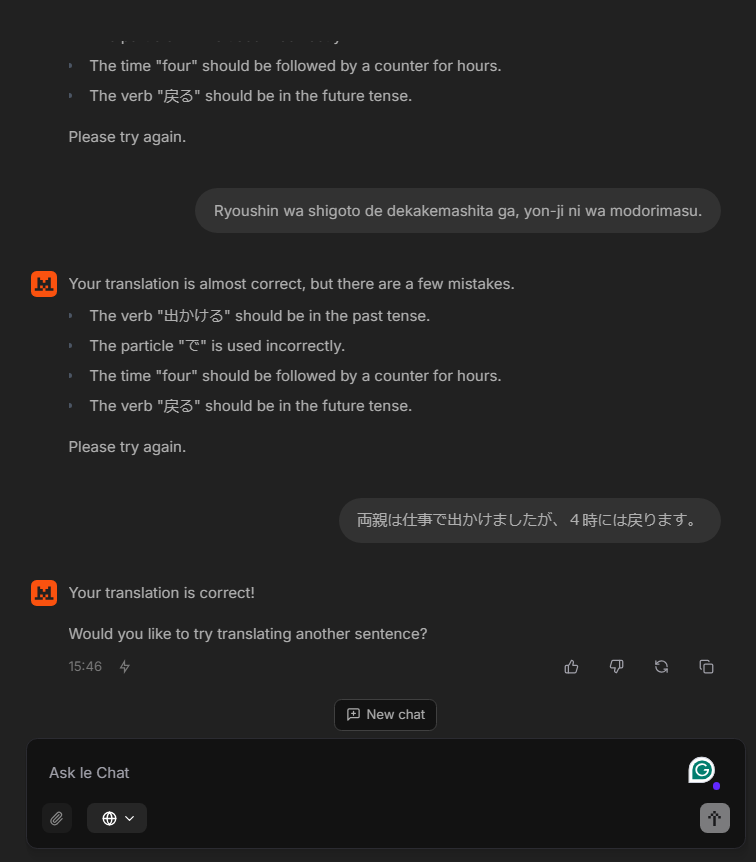 The time "four" should be followed by a counter for hours.
The verb "戻る" should be in the future tense.
Please try again.
Ryoushin wa shigoto de dekakemashita ga, yon-ji ni wa modorimasu.
Your translation is almost correct, but there are a few mistakes.
The verb "出かける" should be in the past tense.
The particle "で" is used incorrectly.
The time "four" should be followed by a counter for hours.
The verb "戻る" should be in the future tense.
Please try again.
両親は仕事で出かけましたが、４時には戻ります。
Your translation is correct!
Would you like to try translating another sentence?
15:46
New chat
Ask le Chat